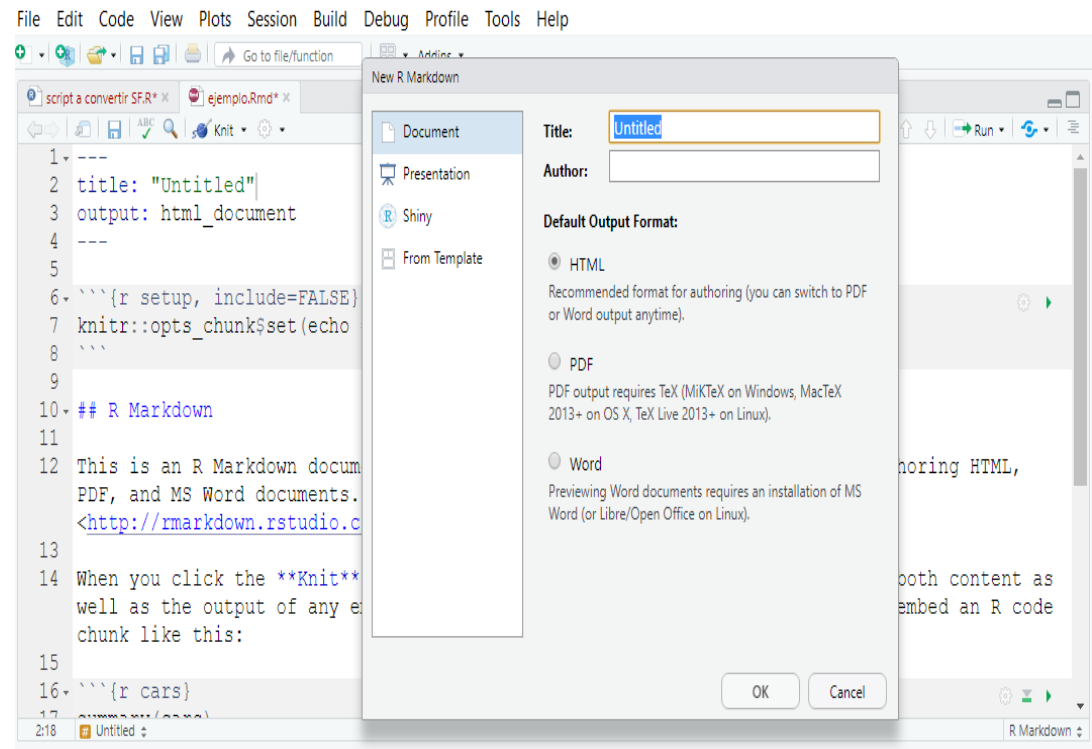 File Edit Code View Plots Session Build Debug Profile Tools Help
Go to file/function
Addins
script a convertir SF.R*
ejemplo.Rmd*
ABC
Knit
Run
1 ---
2 title: "Untitled"
3 output: html_document
4 ---
5
6 ```{r setup, include=FALSE}
7 knitr::opts_chunk$set(echo
8 ```
9
10 ## R Markdown
11
12 This is an R Markdown docum
horing HTML,
PDF, and MS Word documents.
<http://rmarkdown.rstudio.c
13
14 When you click the **Knit**
both content as
well as the output of any e
embed an R code
chunk like this:
15
16 ```{r cars}
17 summary(cars)
2:18 Untitled
R Markdown
New R Markdown
Document
Presentation
Shiny
From Template
Title: Untitled
Author:
Default Output Format:
HTML
Recommended format for authoring (you can switch to PDF
or Word output anytime).
PDF
PDF output requires TeX (MiKTeX on Windows, MacTeX
2013+ on OS X, TeX Live 2013+ on Linux).
Word
Previewing Word documents requires an installation of MS
Word (or Libre/Open Office on Linux).
OK
Cancel